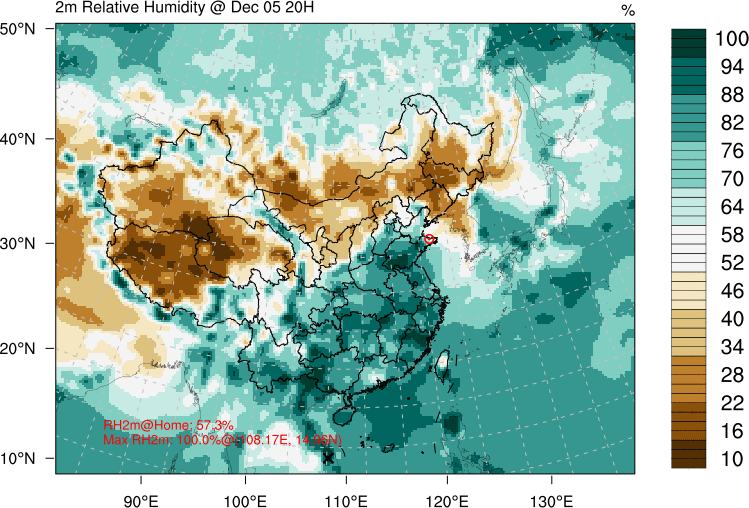 2m Relative Humidity @ Dec 05 20H
%
50°N
40°N
30°N
20°N
10°N
90°E
100°E
110°E
120°E
130°E
RH2m@Home: 57.3%
Max RH2m: 100.0%@(108.17E, 14.96N)
100
94
88
82
76
70
64
58
52
46
40
34
28
22
16
10